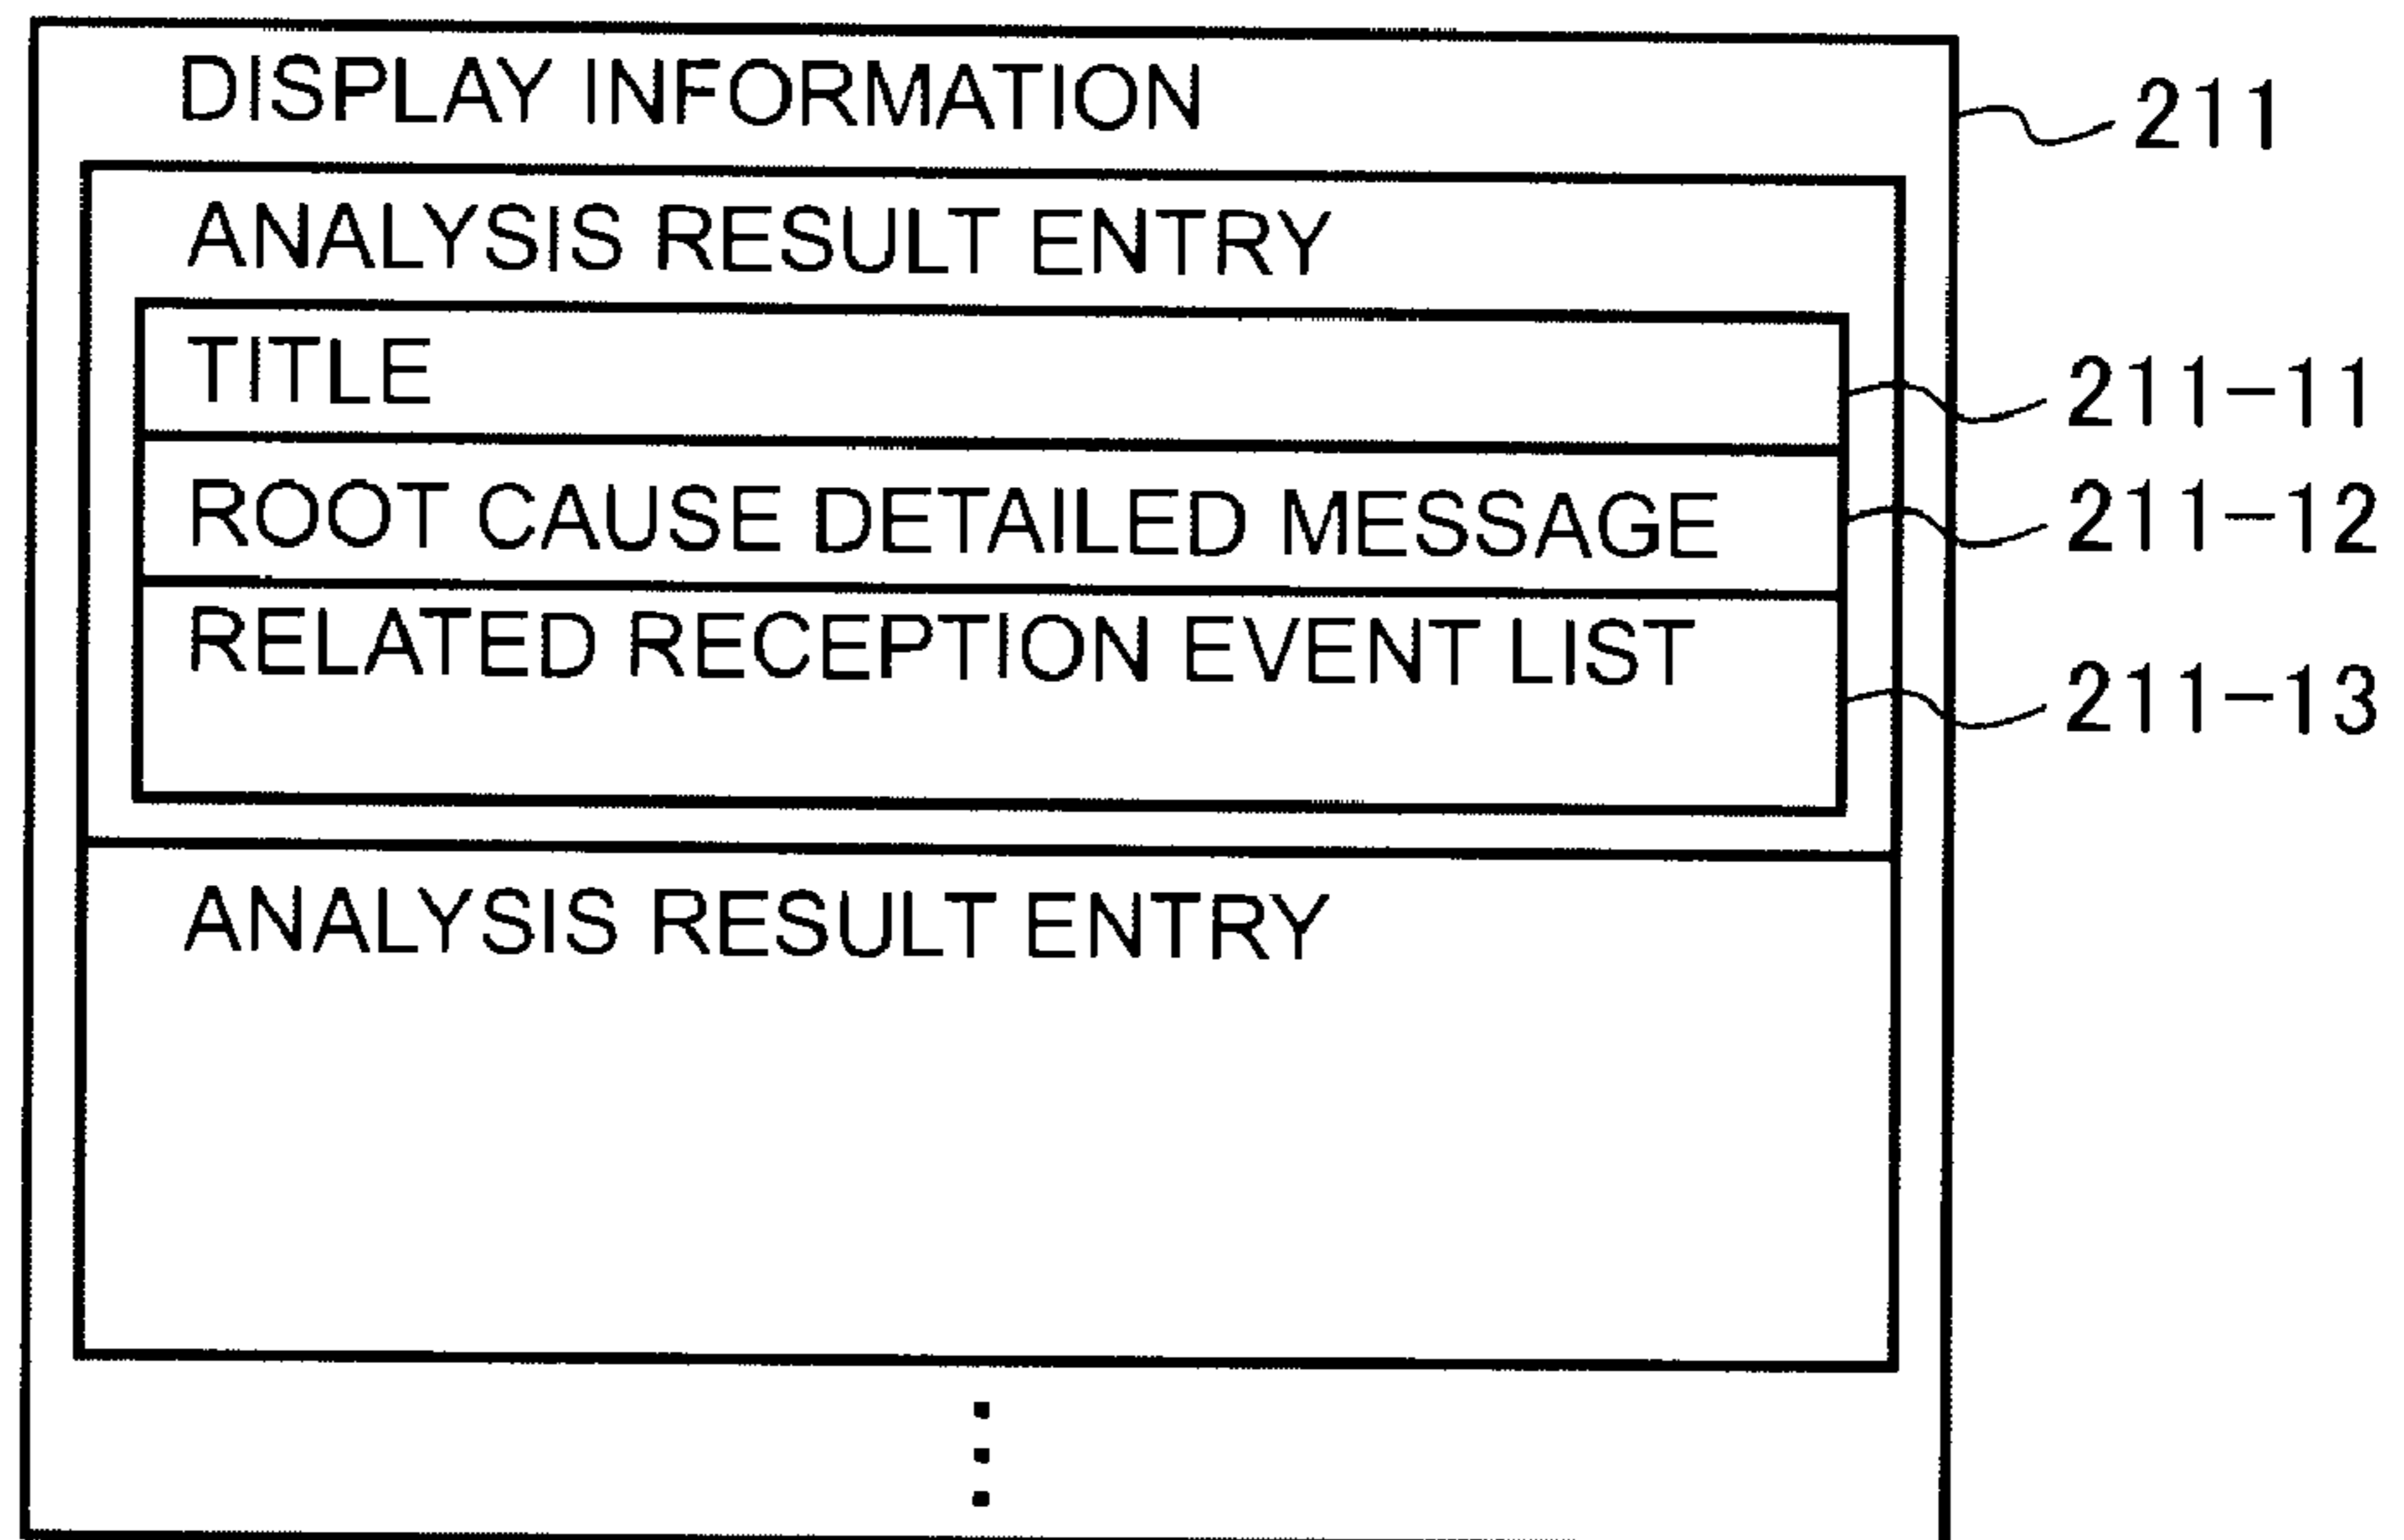 DISPLAY INFORMATION
211
ANALYSIS RESULT ENTRY
TITLE
211-11
ROOT CAUSE DETAILED MESSAGE
211-12
RELATED RECEPTION EVENT LIST
211-13
ANALYSIS RESULT ENTRY